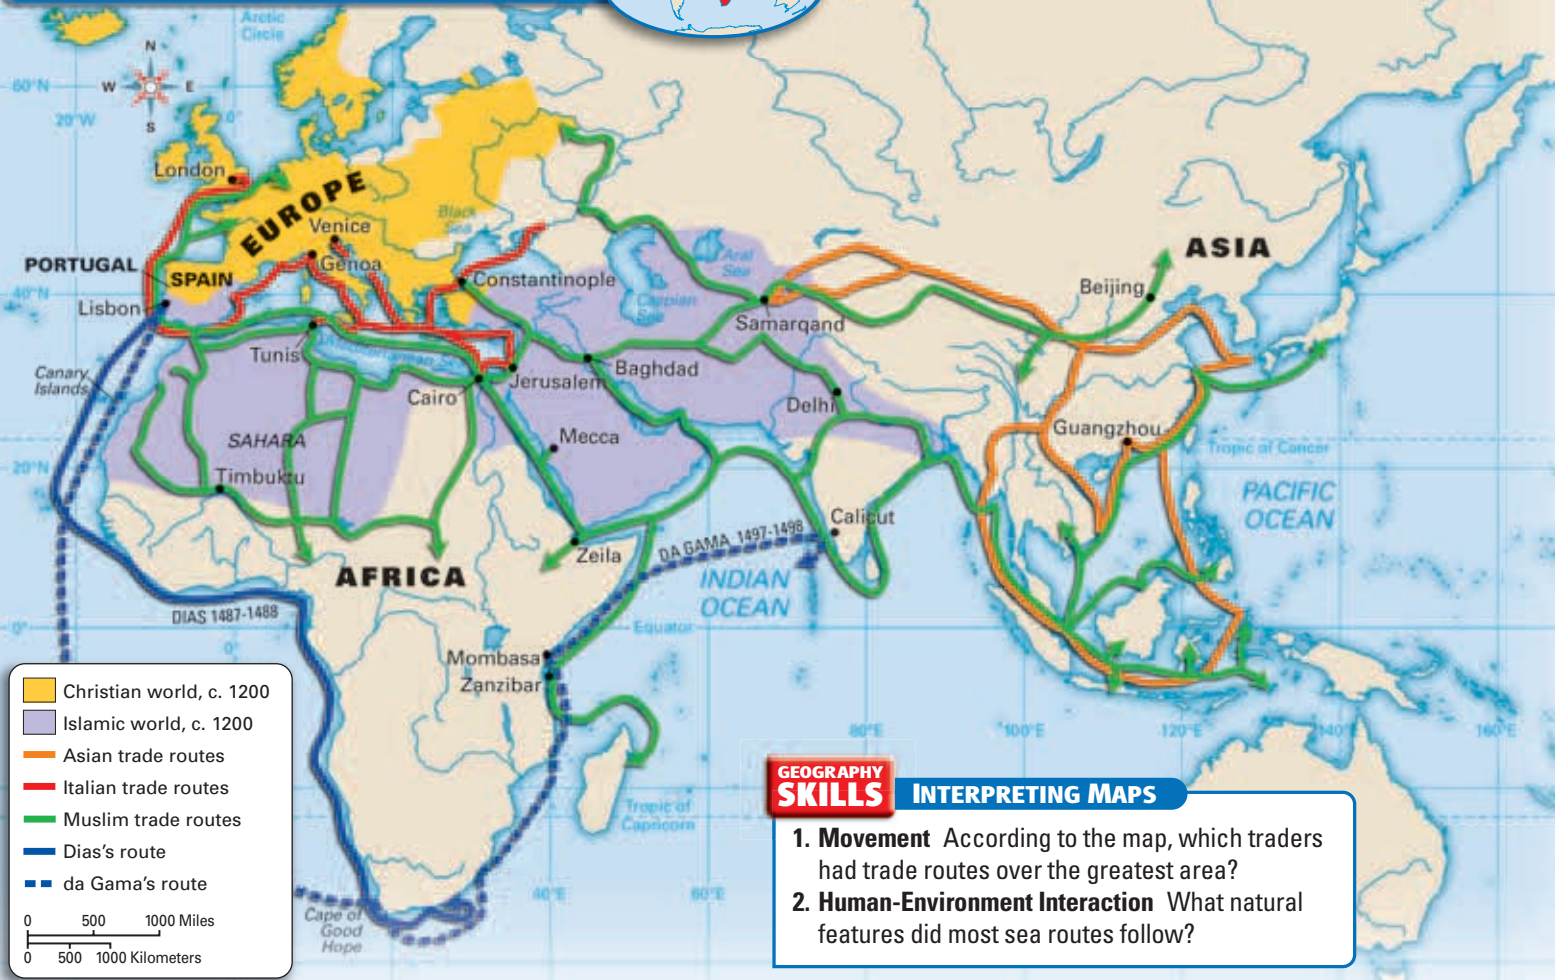 Arctic
Circle
N
W
E
S
60°N
20°W
0°
London
EUROPE
Venice
Genoa
Black
Sea
PORTUGAL
SPAIN
40°N
Lisbon
Constantinople
Caspian
Sea
Aral
Sea
ASIA
Beijing
Samarqand
Tunis
Mediterranean S
Baghdad
Jerusalem
Cairo
Canary
Islands
Delhi
SAHARA
Mecca
Guangzhou
Tropic of Cancer
20°N
Timbuktu
PACIFIC
OCEAN
Calicut
Zeila
DA GAMA 1497-1498
AFRICA
INDIAN
OCEAN
DIAS 1487-1488
0°
Equator
0°
Mombasa
Zanzibar
80°E
100°E
120°E
140°E
160°E
Tropic of
Capricorn
40°E
60°E
Cape of
Good
Hope
Christian world, c. 1200
Islamic world, c. 1200
Asian trade routes
Italian trade routes
Muslim trade routes
Dias's route
da Gama's route
0 500 1000 Miles
0 500 1000 Kilometers
GEOGRAPHY
SKILLS
INTERPRETING MAPS
1. Movement According to the map, which traders
had trade routes over the greatest area?
2. Human-Environment Interaction What natural
features did most sea routes follow?